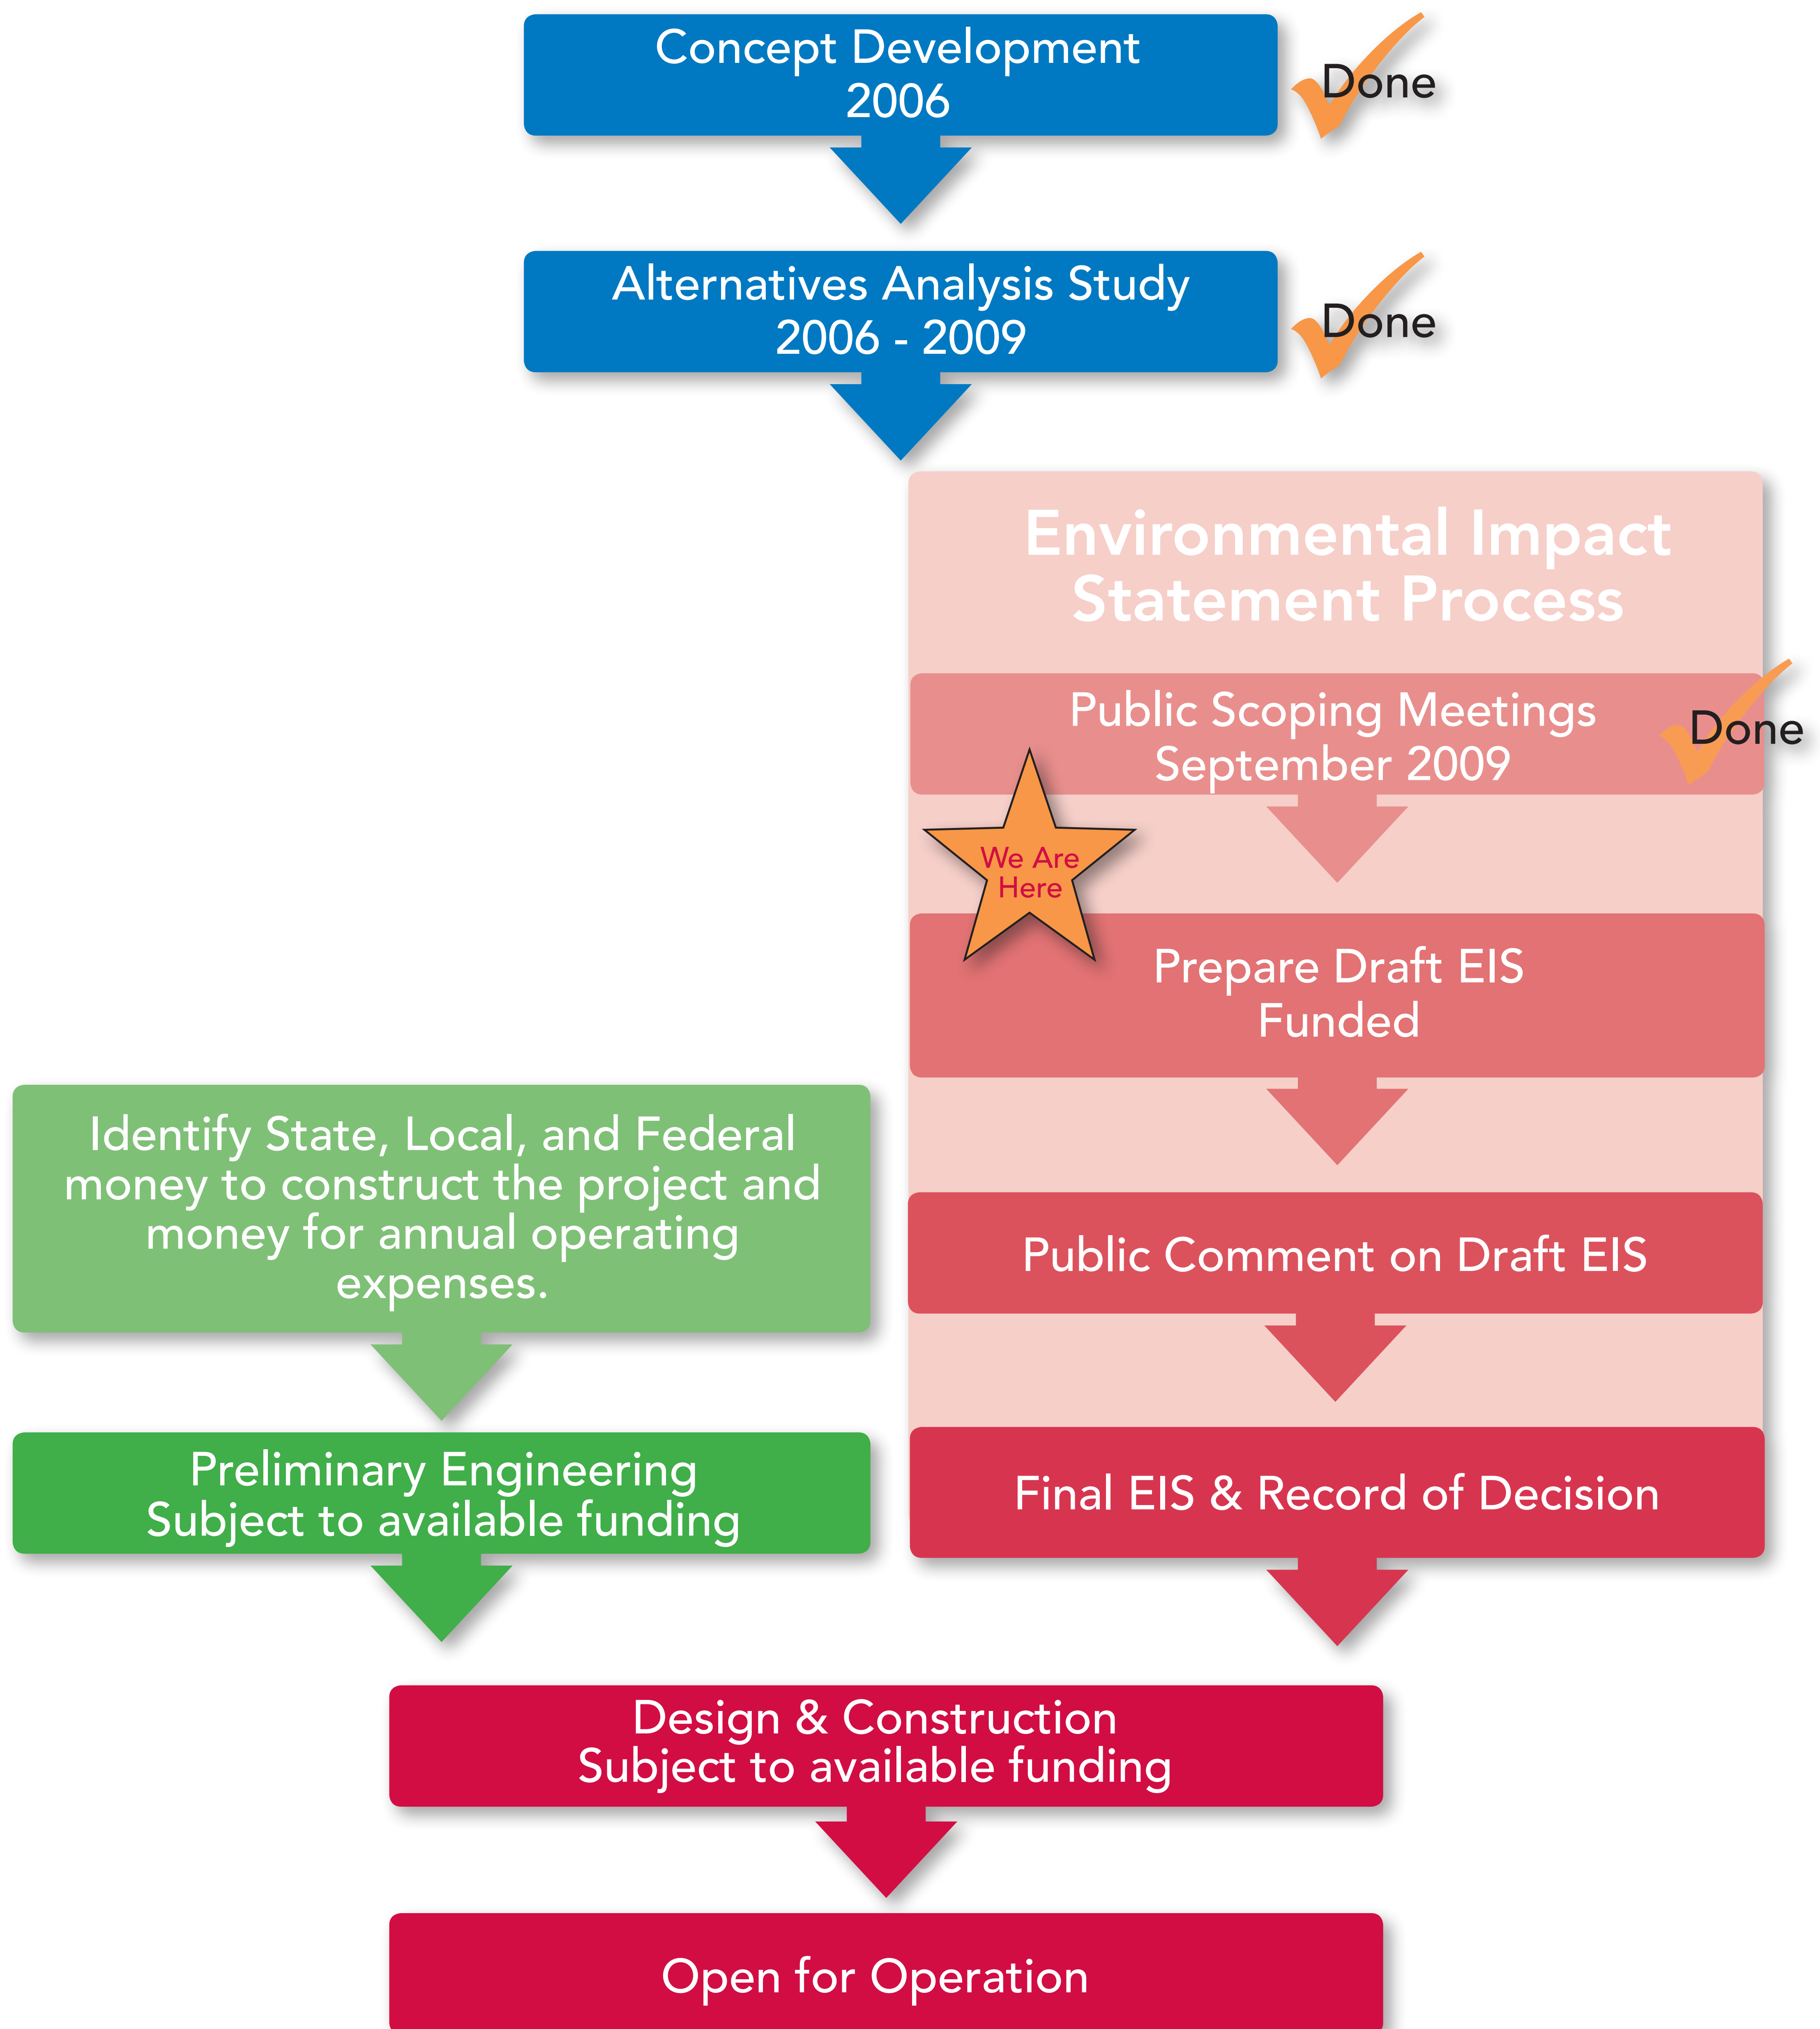 Concept Development
2006
Done
Alternatives Analysis Study
2006 - 2009
Done
Environmental Impact
Statement Process
Public Scoping Meetings
September 2009
Done
We Are
Here
Prepare Draft EIS
Funded
Identify State, Local, and Federal
money to construct the project and
money for annual operating
expenses.
Public Comment on Draft EIS
Preliminary Engineering
Subject to available funding
Final EIS & Record of Decision
Design & Construction
Subject to available funding
Open for Operation